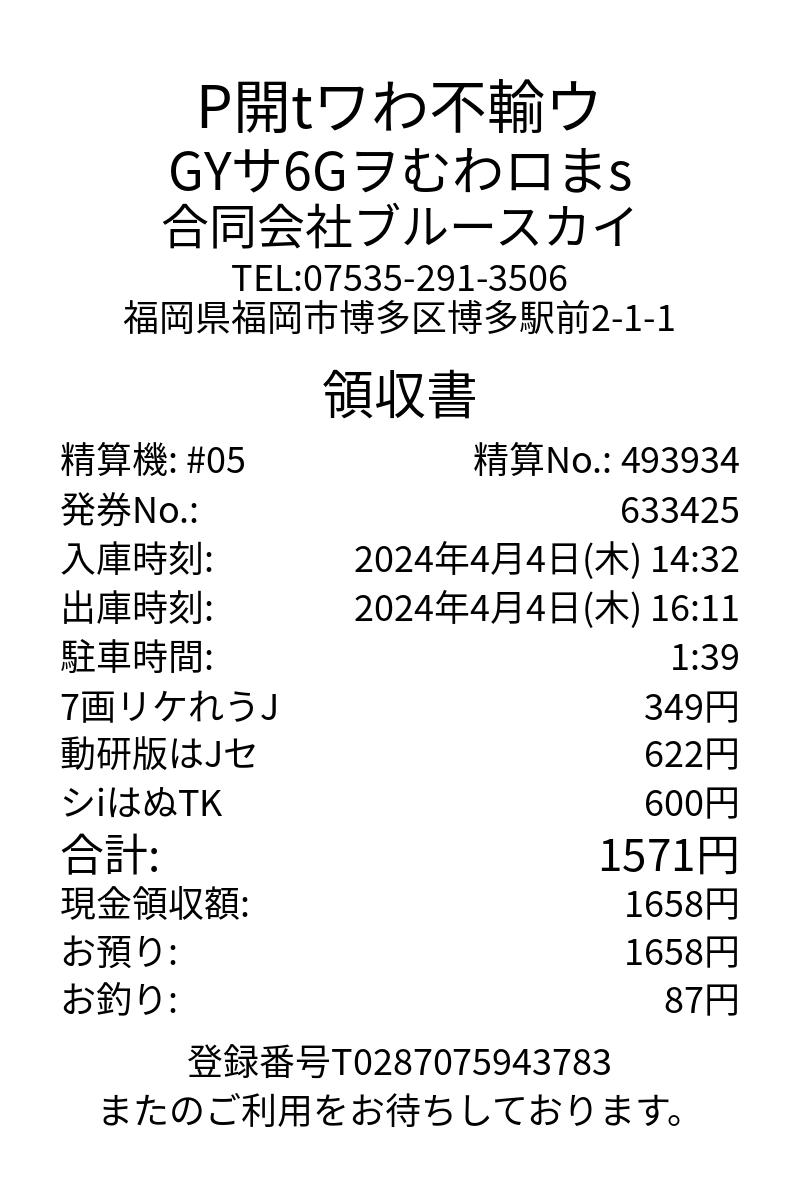 P開tワわ不輸ウ
GYサ6Gヲむわロまs
合同会社ブルースカイ
TEL:07535-291-3506
福岡県福岡市博多区博多駅前2-1-1
領収書
精算機: #05 精算No.: 493934
発券No.: 633425
入庫時刻: 2024年4月4日(木) 14:32
出庫時刻: 2024年4月4日(木) 16:11
駐車時間: 1:39
7画リケれうJ 349円
動研版はJセ 622円
シiはぬTK 600円
合計: 1571円
現金領収額: 1658円
お預り: 1658円
お釣り: 87円
登録番号T0287075943783
またのご利用をお待ちしております。